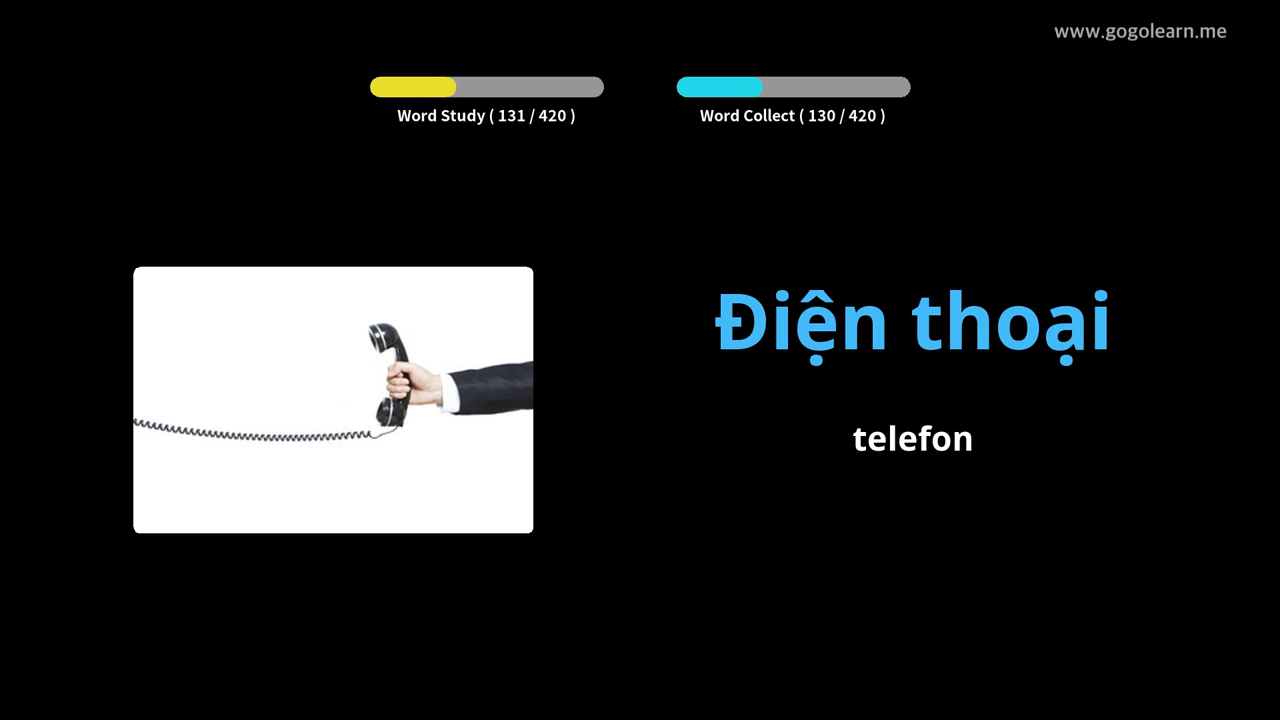 www.gogolearn.me
Word Study ( 131 / 420 )
Word Collect ( 130 / 420 )
Điện thoại
telefon